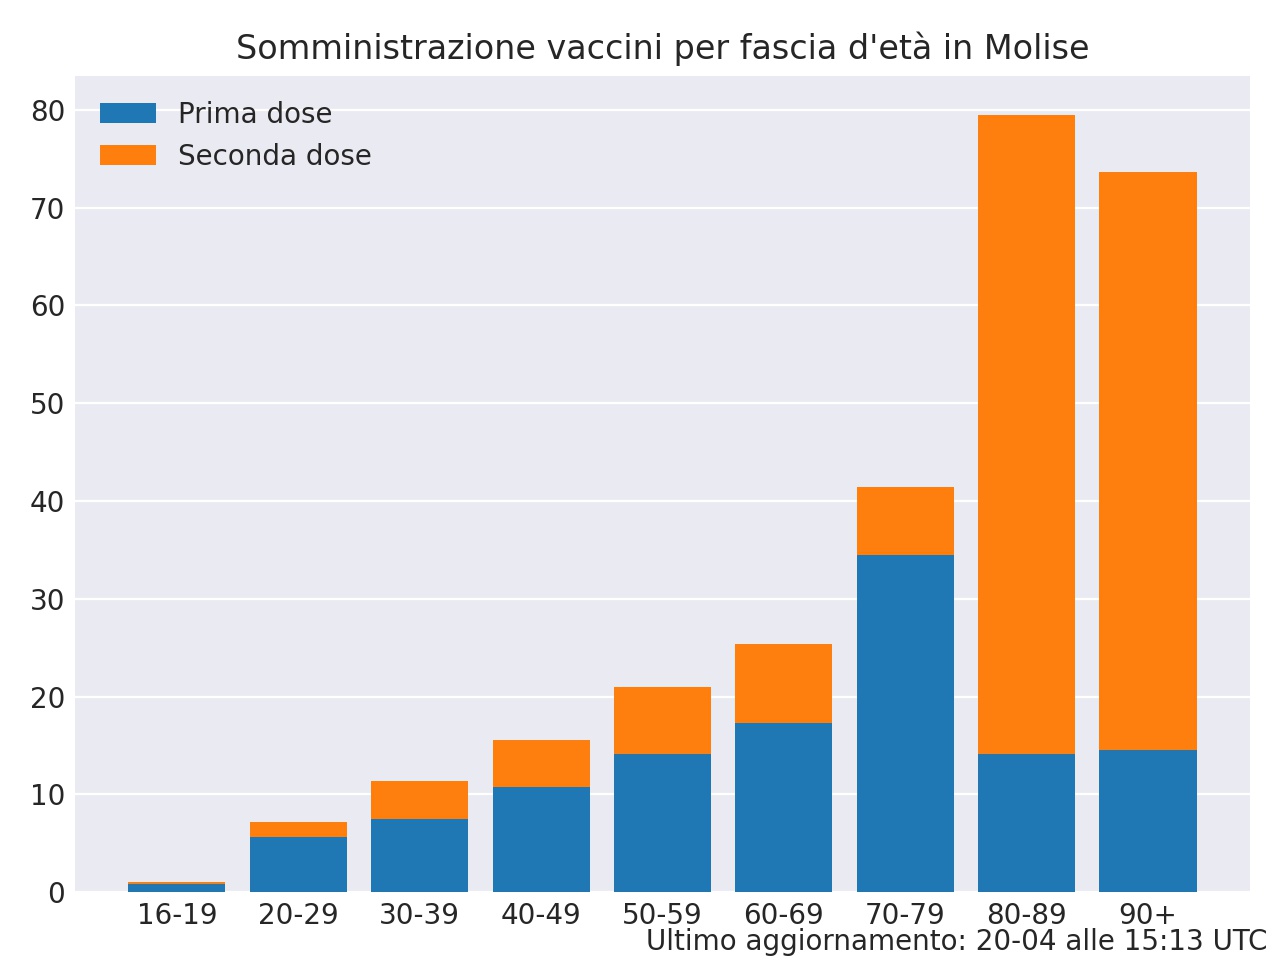 Somministrazione vaccini per fascia d'età in Molise
Prima dose
Seconda dose
80
70
60
50
40
30
20
10
0
16-19 20-29 30-39 40-49 50-59 60-69 70-79 80-89 90+
Ultimo aggiornamento: 20-04 alle 15:13 UTC